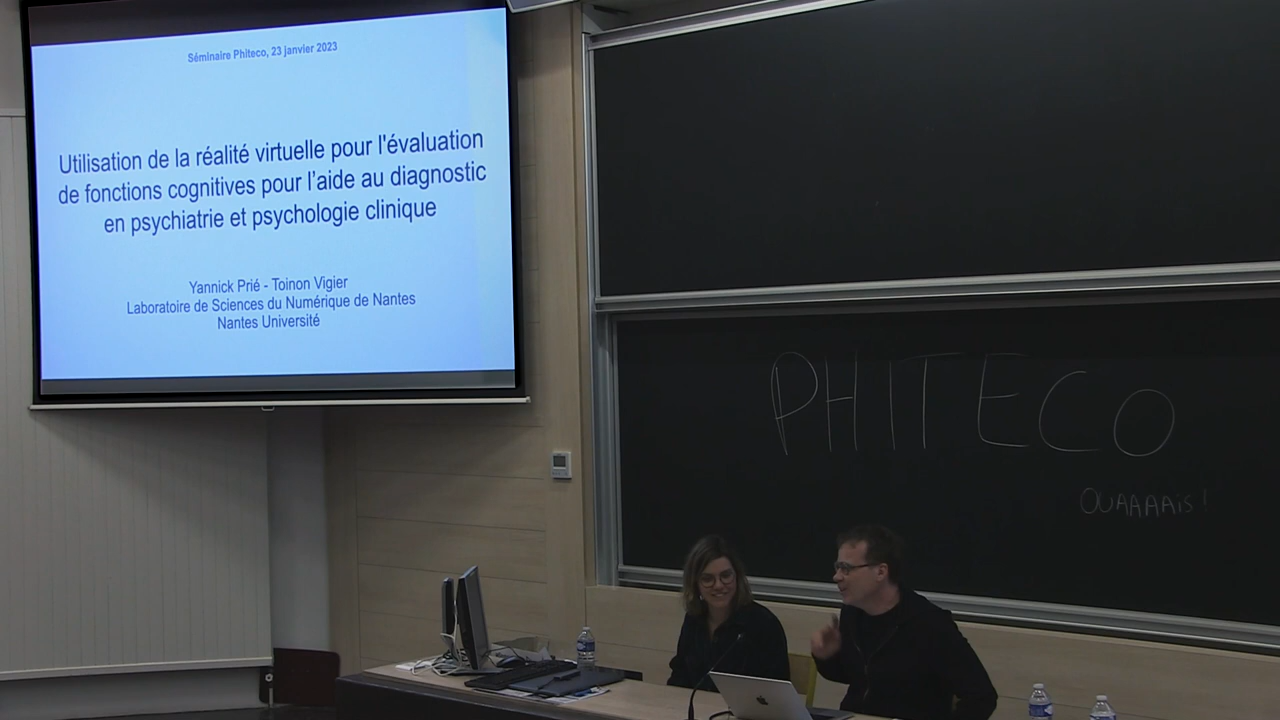 Séminaire Phiteco, 23 janvier 2023
Utilisation de la réalité virtuelle pour l'évaluation
de fonctions cognitives pour l’aide au diagnostic
en psychiatrie et psychologie clinique
Yannick Prié - Toinon Vigier
Laboratoire de Sciences du Numérique de Nantes
Nantes Université
PHITECO
OUAAAAis !